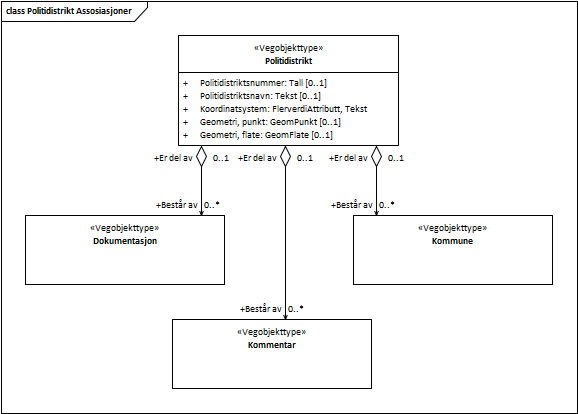 class Politidistrikt Assosiasjoner
«Vegobjekttype»
Politidistrikt
+ Politidistriktsnummer: Tall [0..1]
+ Politidistriktsnavn: Tekst [0..1]
+ Koordinatsystem: FlerverdiAttributt, Tekst
+ Geometri, punkt: GeomPunkt [0..1]
+ Geometri, flate: GeomFlate [0..1]
+Er del av 0..1 +Er del av 0..1 +Er del av 0..1
+Består av 0..* +Består av 0..*
«Vegobjekttype» «Vegobjekttype»
Dokumentasjon Kommune
+Består av 0..*
«Vegobjekttype»
Kommentar